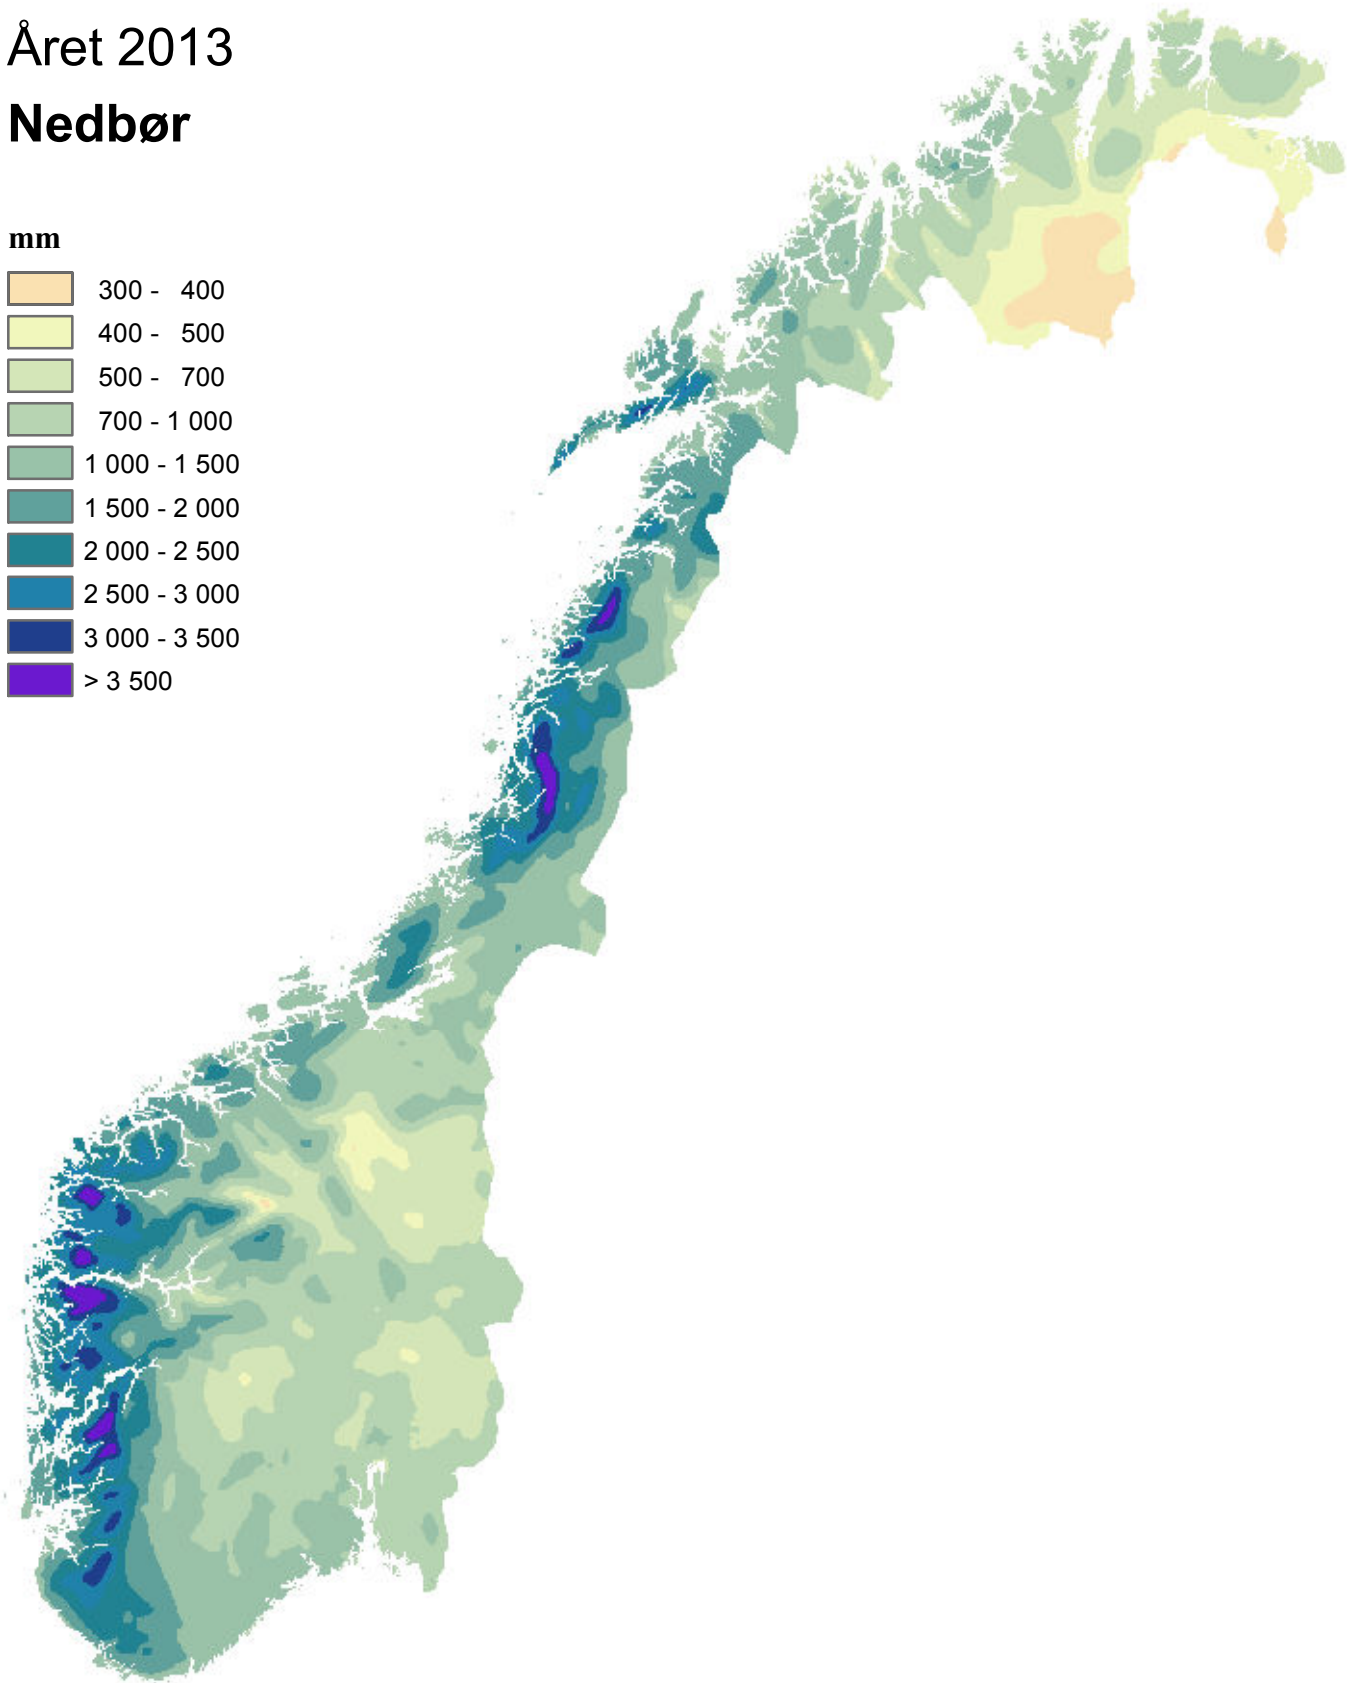 Året 2013
Nedbør
mm
300 - 400
400 - 500
500 - 700
700 - 1 000
1 000 - 1 500
1 500 - 2 000
2 000 - 2 500
2 500 - 3 000
3 000 - 3 500
> 3 500